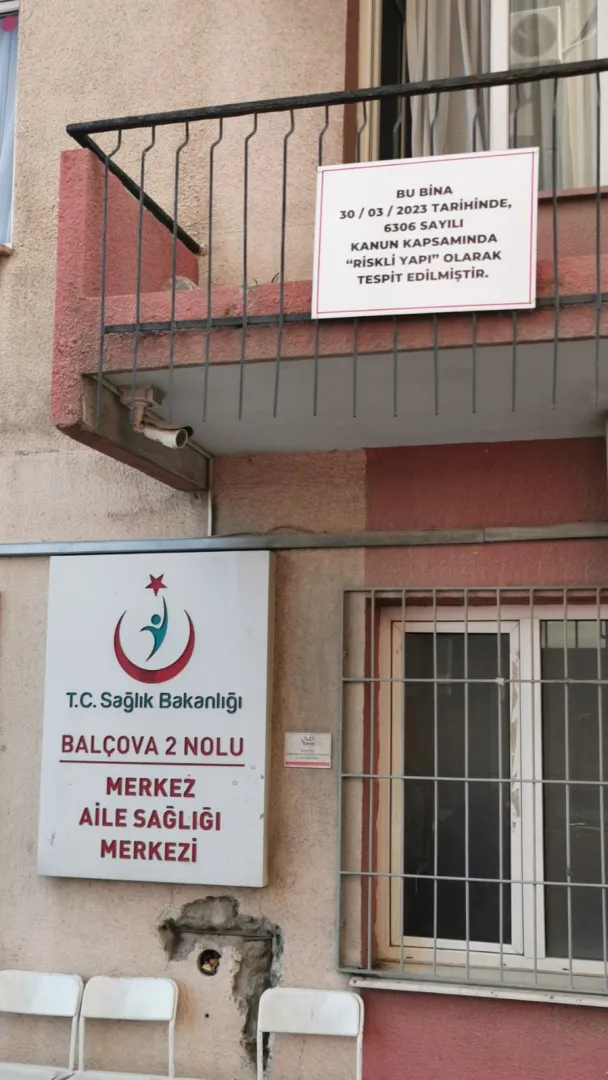 BU BİNA
30 / 03 / 2023 TARİHİNDE,
6306 SAYILI
KANUN KAPSAMINDA
“RİSKLİ YAPI” OLARAK
TESPİT EDİLMİŞTİR.
T.C. Sağlık Bakanlığı
BALÇOVA 2 NOLU
MERKEZ
AİLE SAĞLIĞI
MERKEZİ